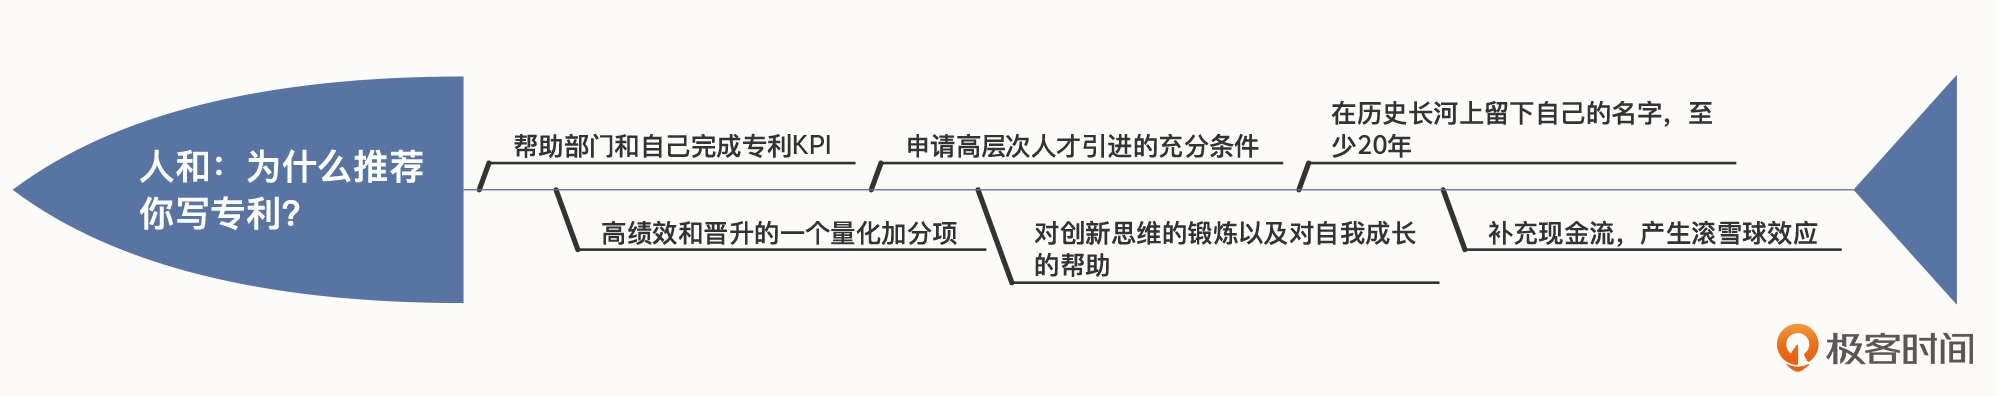 人和：为什么推荐
你写专利？
帮助部门和自己完成专利KPI
高绩效和晋升的一个量化加分项
申请高层次人才引进的充分条件
对创新思维的锻炼以及对自我成长
的帮助
在历史长河上留下自己的名字，至
少20年
补充现金流，产生滚雪球效应
极客时间